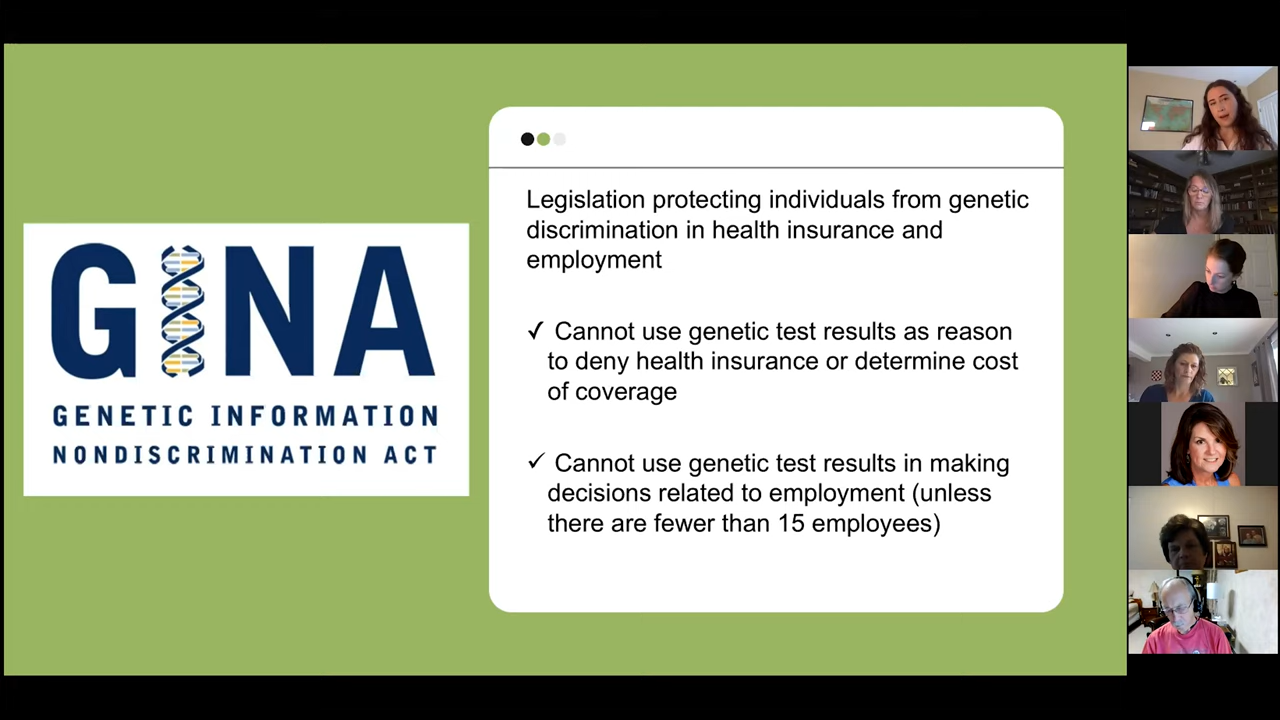 GINA
GENETIC INFORMATION
NONDISCRIMINATION ACT
Legislation protecting individuals from genetic
discrimination in health insurance and
employment
✓ Cannot use genetic test results as reason
to deny health insurance or determine cost
of coverage
✓ Cannot use genetic test results in making
decisions related to employment (unless
there are fewer than 15 employees)